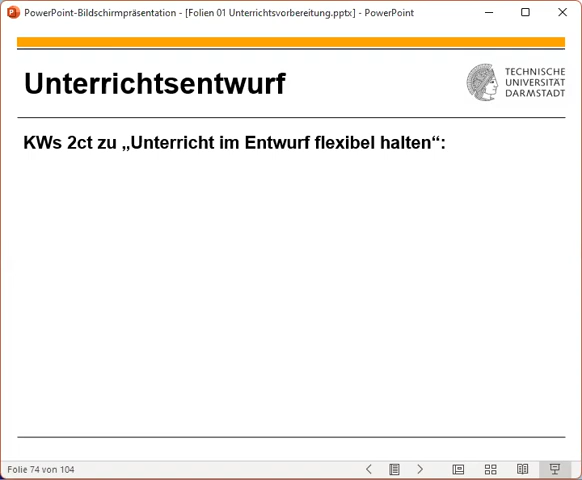 PowerPoint-Bildschirmpräsentation - [Folien 01 Unterrichtsvorbereitung.pptx] - PowerPoint
Unterrichtsentwurf
TECHNISCHE
UNIVERSITÄT
DARMSTADT
KWs 2ct zu „Unterricht im Entwurf flexibel halten“:
Folie 74 von 104